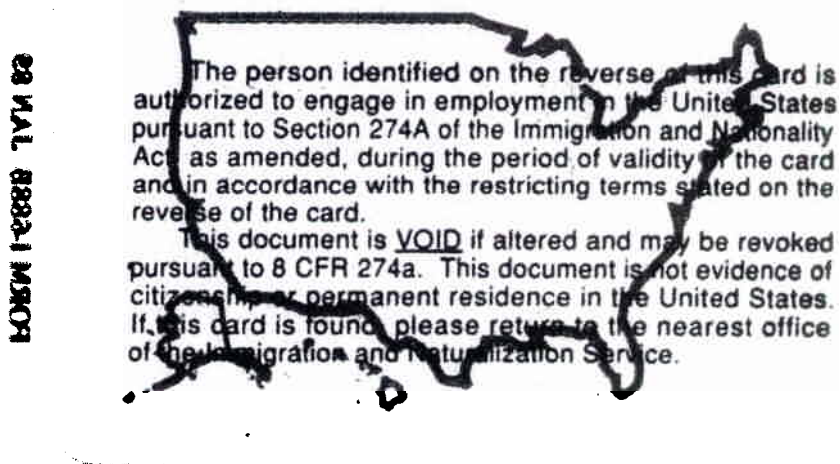 The person identified on the reverse of this card is
authorized to engage in employment in the United States
pursuant to Section 274A of the Immigration and Nationality
Act, as amended, during the period of validity of the card
and in accordance with the restricting terms stated on the
reverse of the card.
This document is VOID if altered and may be revoked
pursuant to 8 CFR 274a. This document is not evidence of
citizenship or permanent residence in the United States.
If this card is found, please return to the nearest office
of the Immigration and Naturalization Service.
FORM I-688B JAN